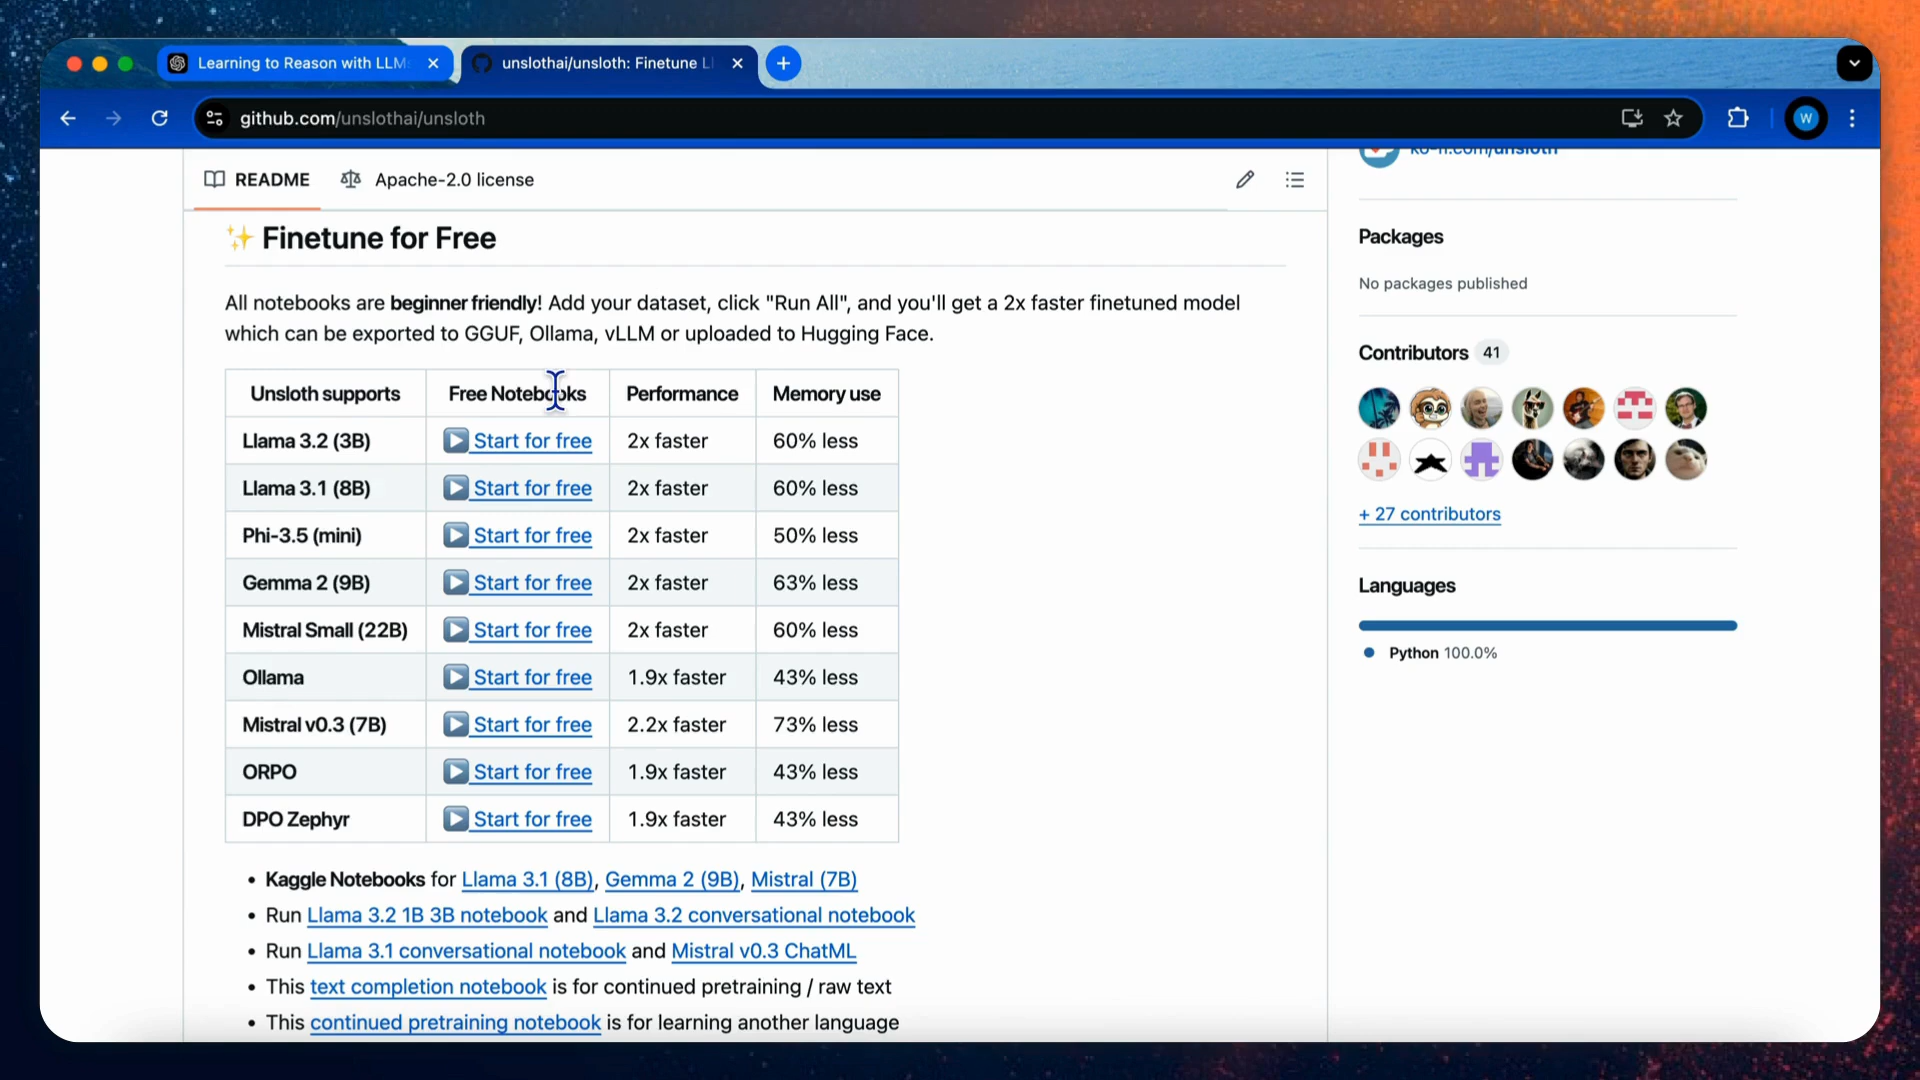 Learning to Reason with LLMs
unslothai/unsloth: Finetune Ll
github.com/unslothai/unsloth
W
README
Apache-2.0 license
ko-fi.com/unsloth
✨ Finetune for Free
All notebooks are beginner friendly! Add your dataset, click "Run All", and you'll get a 2x faster finetuned model
which can be exported to GGUF, Ollama, vLLM or uploaded to Hugging Face.
Unsloth supports Free Notebooks Performance Memory use
Llama 3.2 (3B) ▶️ Start for free 2x faster 60% less
Llama 3.1 (8B) ▶️ Start for free 2x faster 60% less
Phi-3.5 (mini) ▶️ Start for free 2x faster 50% less
Gemma 2 (9B) ▶️ Start for free 2x faster 63% less
Mistral Small (22B) ▶️ Start for free 2x faster 60% less
Ollama ▶️ Start for free 1.9x faster 43% less
Mistral v0.3 (7B) ▶️ Start for free 2.2x faster 73% less
ORPO ▶️ Start for free 1.9x faster 43% less
DPO Zephyr ▶️ Start for free 1.9x faster 43% less
• Kaggle Notebooks for Llama 3.1 (8B), Gemma 2 (9B), Mistral (7B)
• Run Llama 3.2 1B 3B notebook and Llama 3.2 conversational notebook
• Run Llama 3.1 conversational notebook and Mistral v0.3 ChatML
• This text completion notebook is for continued pretraining / raw text
• This continued pretraining notebook is for learning another language
Packages
No packages published
Contributors 41
+ 27 contributors
Languages
Python 100.0%